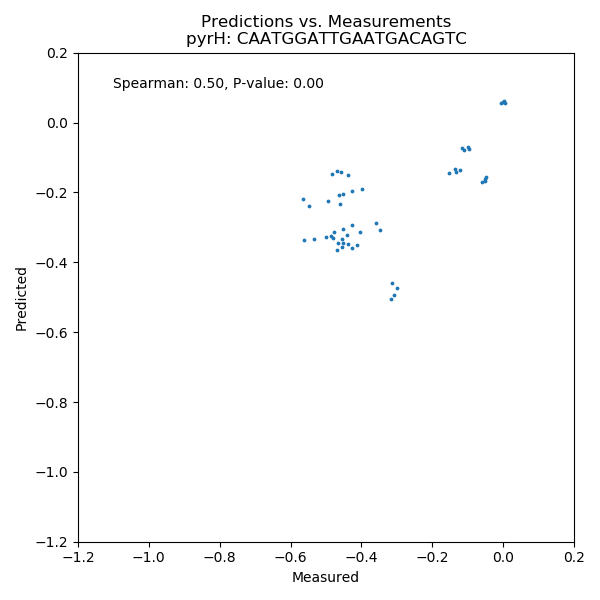 Predictions vs. Measurements
pyrH: CAATGGATTGAATGACAGTC
Spearman: 0.50, P-value: 0.00
0.2
0.0
−0.2
−0.4
−0.6
−0.8
−1.0
−1.2
Predicted
−1.2 −1.0 −0.8 −0.6 −0.4 −0.2 0.0 0.2
Measured